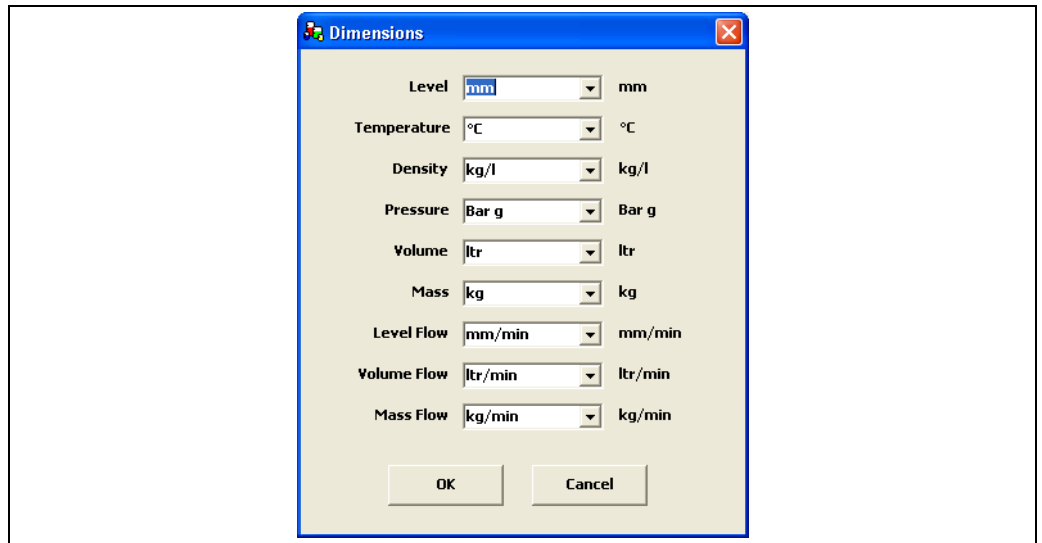 Dimensions
Level mm mm
Temperature °C °C
Density kg/l kg/l
Pressure Bar g Bar g
Volume ltr ltr
Mass kg kg
Level Flow mm/min mm/min
Volume Flow ltr/min ltr/min
Mass Flow kg/min kg/min
OK Cancel